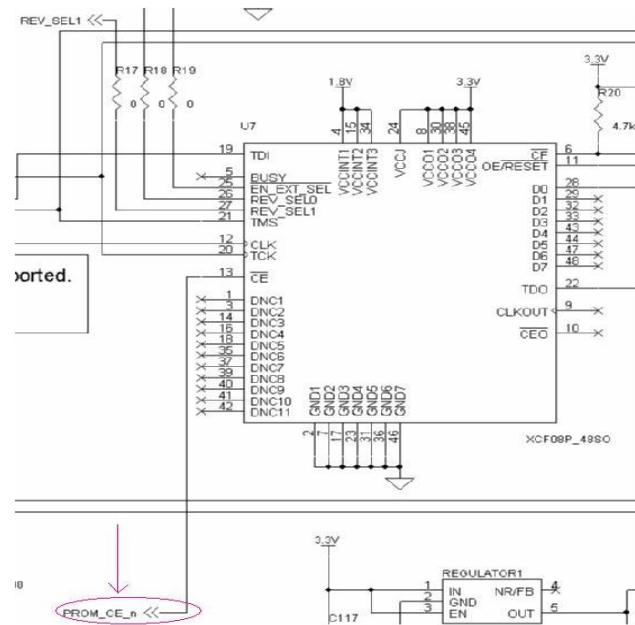 REV_SEL1
R17 R18 R19
0 0 0
1.8V
3.3V
3.3V
R20
4.7k
U7
4 15 34 24 8 30 38 45
VCCINT1 VCCINT2 VCCINT3 VCCJ VCCO1 VCCO2 VCCO3 VCCO4
19 TDI
5 BUSY
25 EN_EXT_SEL
26 REV_SEL0
27 REV_SEL1
21 TMS
12 CLK
20 TCK
13 CE
1 DNC1
3 DNC2
14 DNC3
16 DNC4
18 DNC5
35 DNC6
37 DNC7
39 DNC8
40 DNC9
41 DNC10
42 DNC11
CF 6
OE/RESET 11
D0 28
D1 29
D2 32
D3 33
D4 43
D5 44
D6 47
D7 48
TDO 22
CLKOUT 9
CEO 10
GND1 GND2 GND3 GND4 GND5 GND6 GND7
2 7 17 23 31 36 46
XCF08P_48SO
ported.
PROM_CE_n
3.3V
C117
REGULATOR1
1 IN
2 GND
3 EN
NR/FB 4
OUT 5